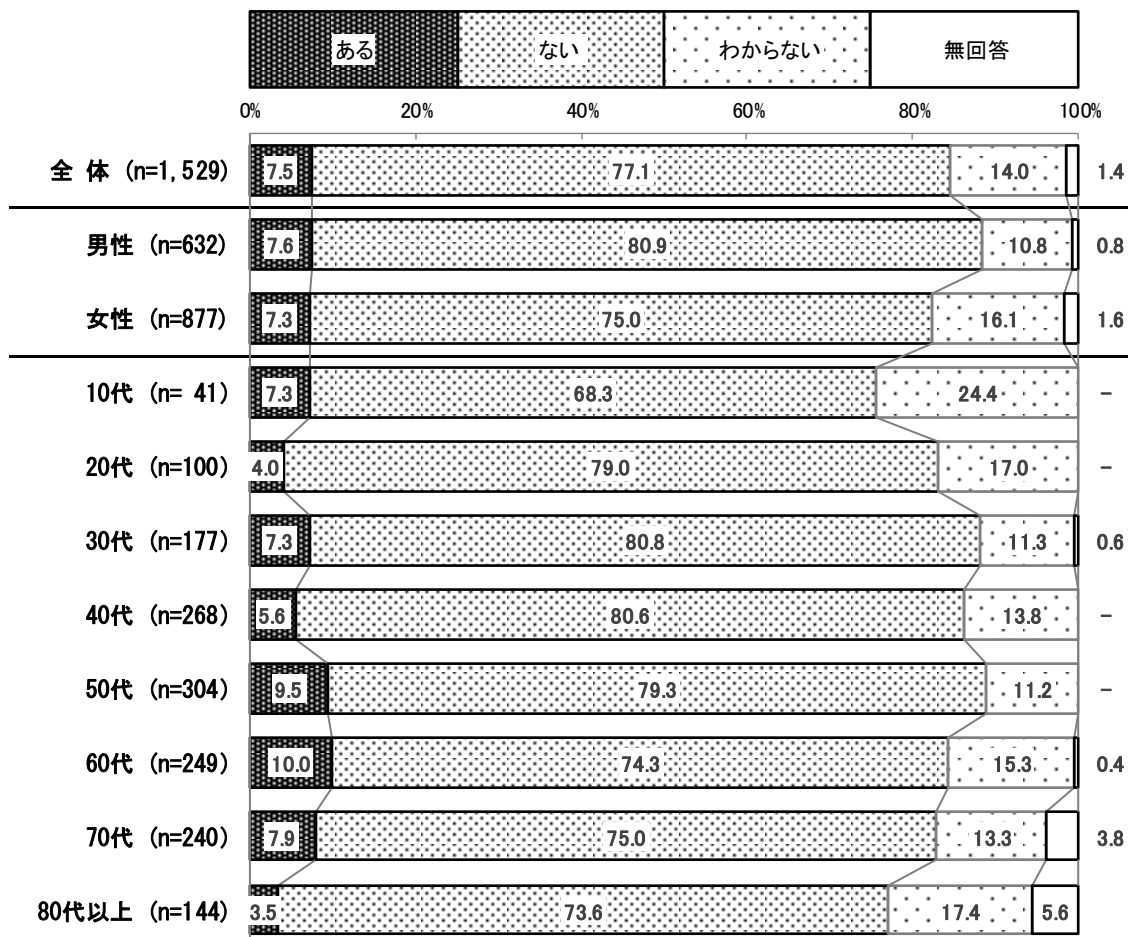 ある ない わからない 無回答
0% 20% 40% 60% 80% 100%
全 体 (n=1,529) 7.5 77.1 14.0 1.4
男性 (n=632) 7.6 80.9 10.8 0.8
女性 (n=877) 7.3 75.0 16.1 1.6
10代 (n= 41) 7.3 68.3 24.4 –
20代 (n=100) 4.0 79.0 17.0 –
30代 (n=177) 7.3 80.8 11.3 0.6
40代 (n=268) 5.6 80.6 13.8 –
50代 (n=304) 9.5 79.3 11.2 –
60代 (n=249) 10.0 74.3 15.3 0.4
70代 (n=240) 7.9 75.0 13.3 3.8
80代以上 (n=144) 3.5 73.6 17.4 5.6